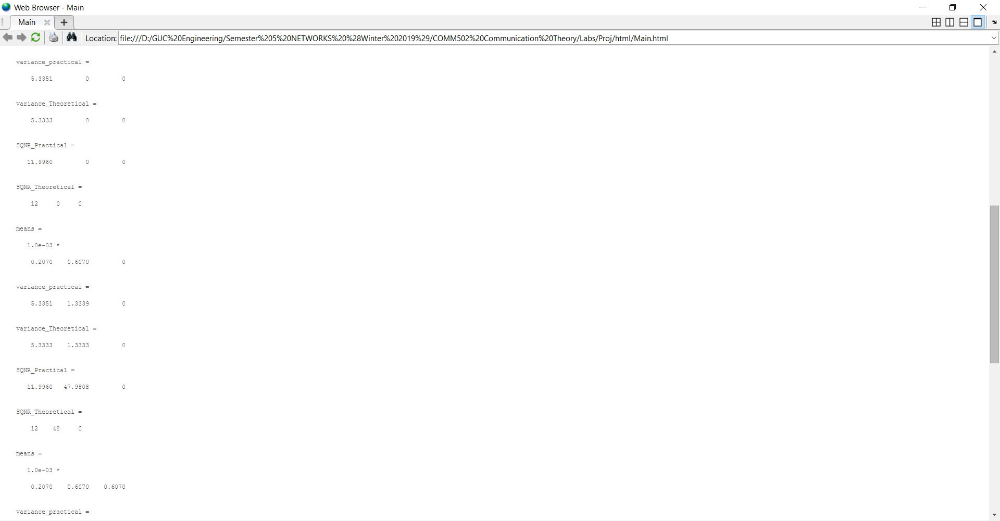 Web Browser - Main
Main
Location: file:///D:/GUC%20Engineering/Semester%205%20NETWORKS%20%28Winter%202019%29/COMM502%20Communication%20Theory/Labs/Proj/html/Main.html
variance_practical =
5.3351 0 0
variance_Theoretical =
5.3333 0 0
SQNR_Practical =
11.9960 0 0
SQNR_Theoretical =
12 0 0
means =
1.0e-03 *
0.2070 0.6070 0
variance_practical =
5.3351 1.3339 0
variance_Theoretical =
5.3333 1.3333 0
SQNR_Practical =
11.9960 47.9808 0
SQNR_Theoretical =
12 48 0
means =
1.0e-03 *
0.2070 0.6070 0.6070
variance_practical =